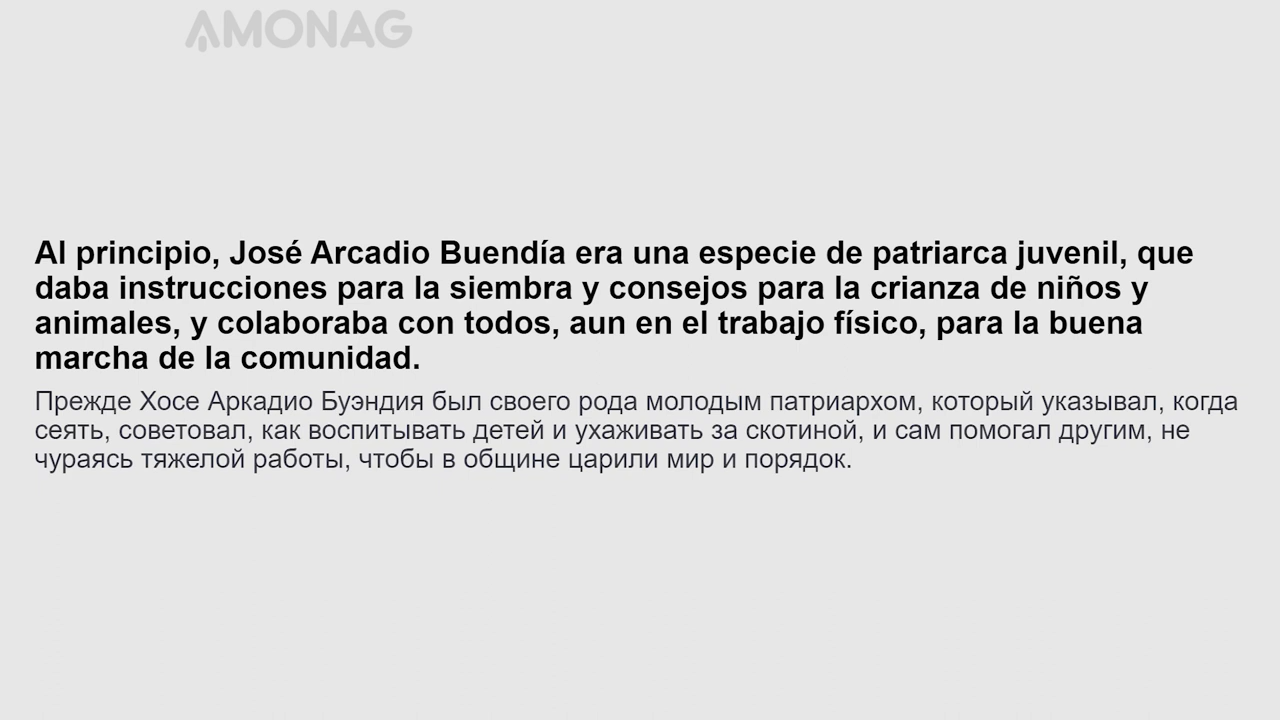 AMONAG
Al principio, José Arcadio Buendía era una especie de patriarca juvenil, que
daba instrucciones para la siembra y consejos para la crianza de niños y
animales, y colaboraba con todos, aun en el trabajo físico, para la buena
marcha de la comunidad.
Прежде Хосе Аркадио Буэндия был своего рода молодым патриархом, который указывал, когда
сеять, советовал, как воспитывать детей и ухаживать за скотиной, и сам помогал другим, не
чураясь тяжелой работы, чтобы в общине царили мир и порядок.